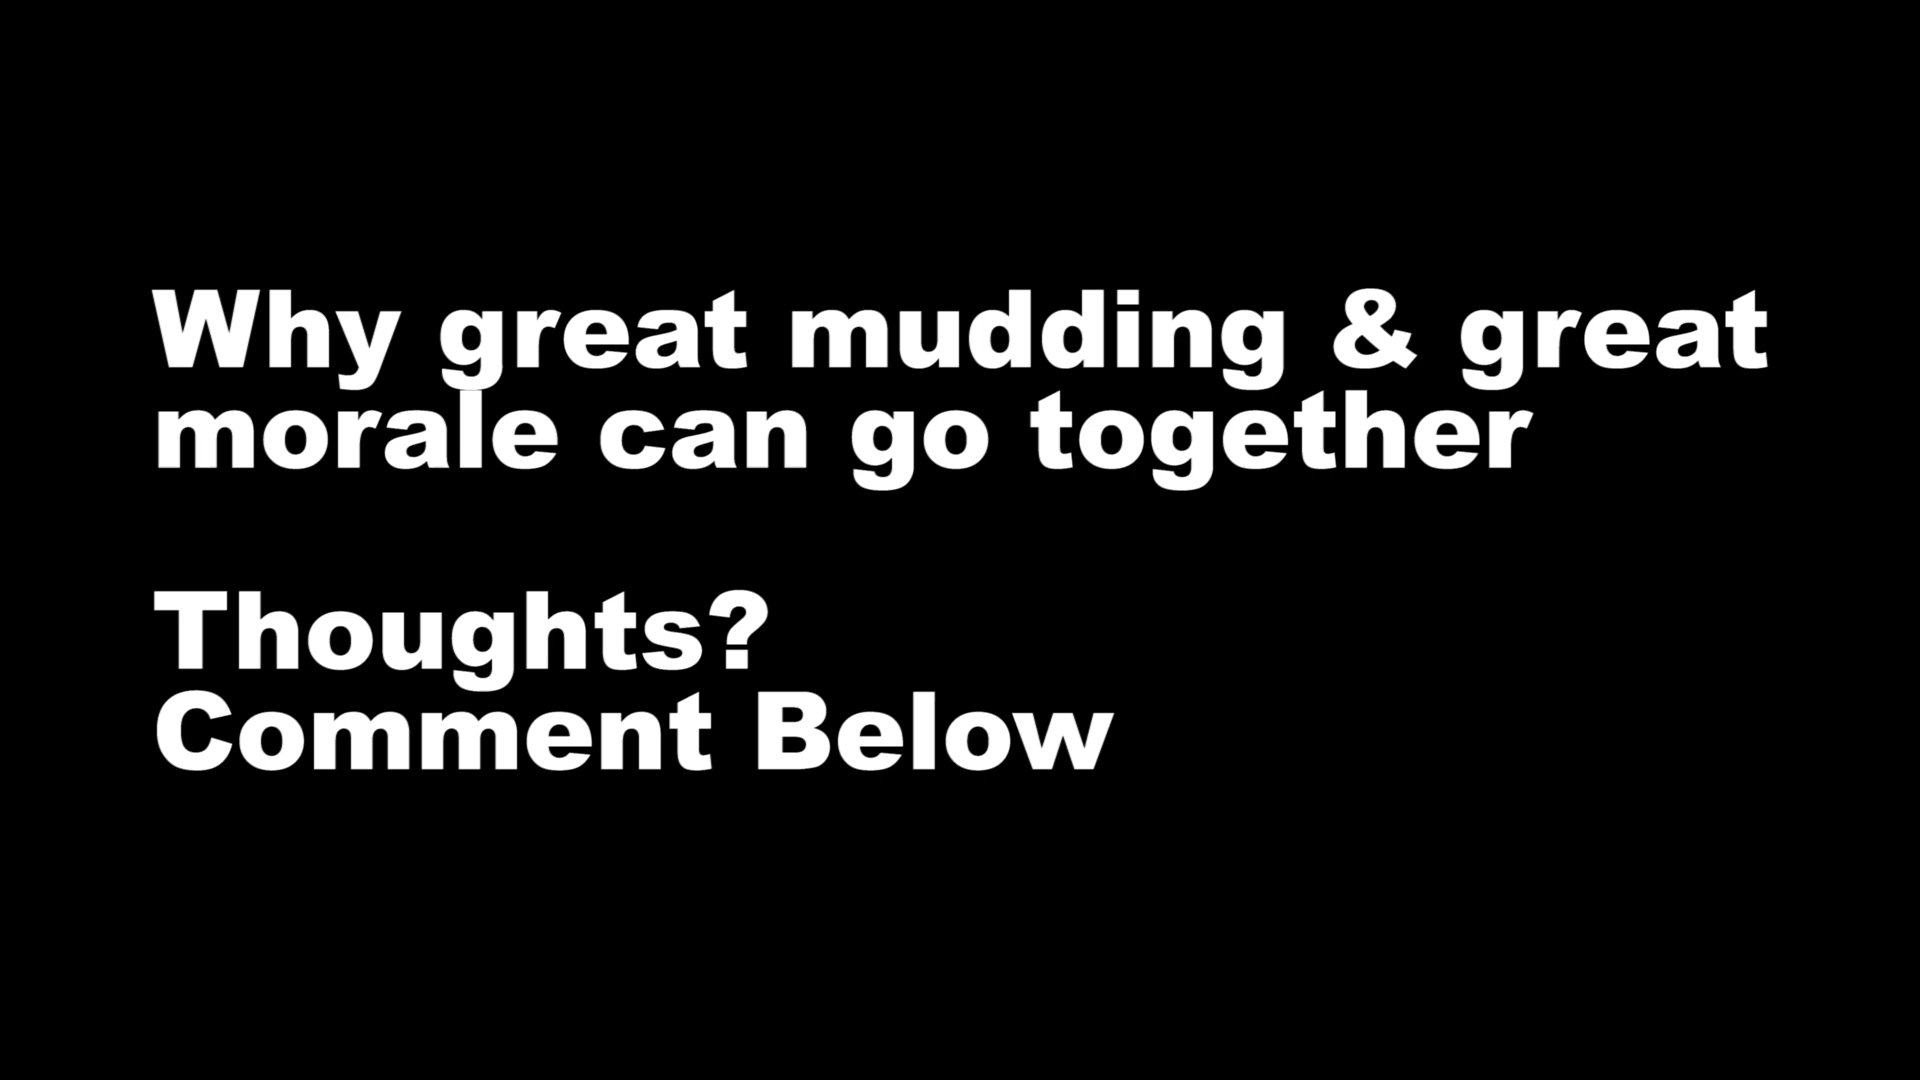 Why great mudding & great
morale can go together
Thoughts?
Comment Below